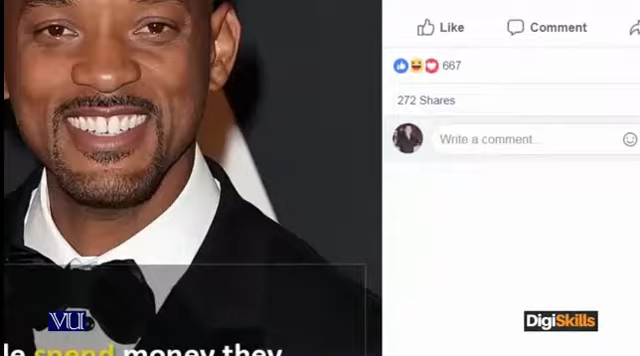 Like
Comment
667
272 Shares
Write a comment...
VU
DigiSkills
spend money they